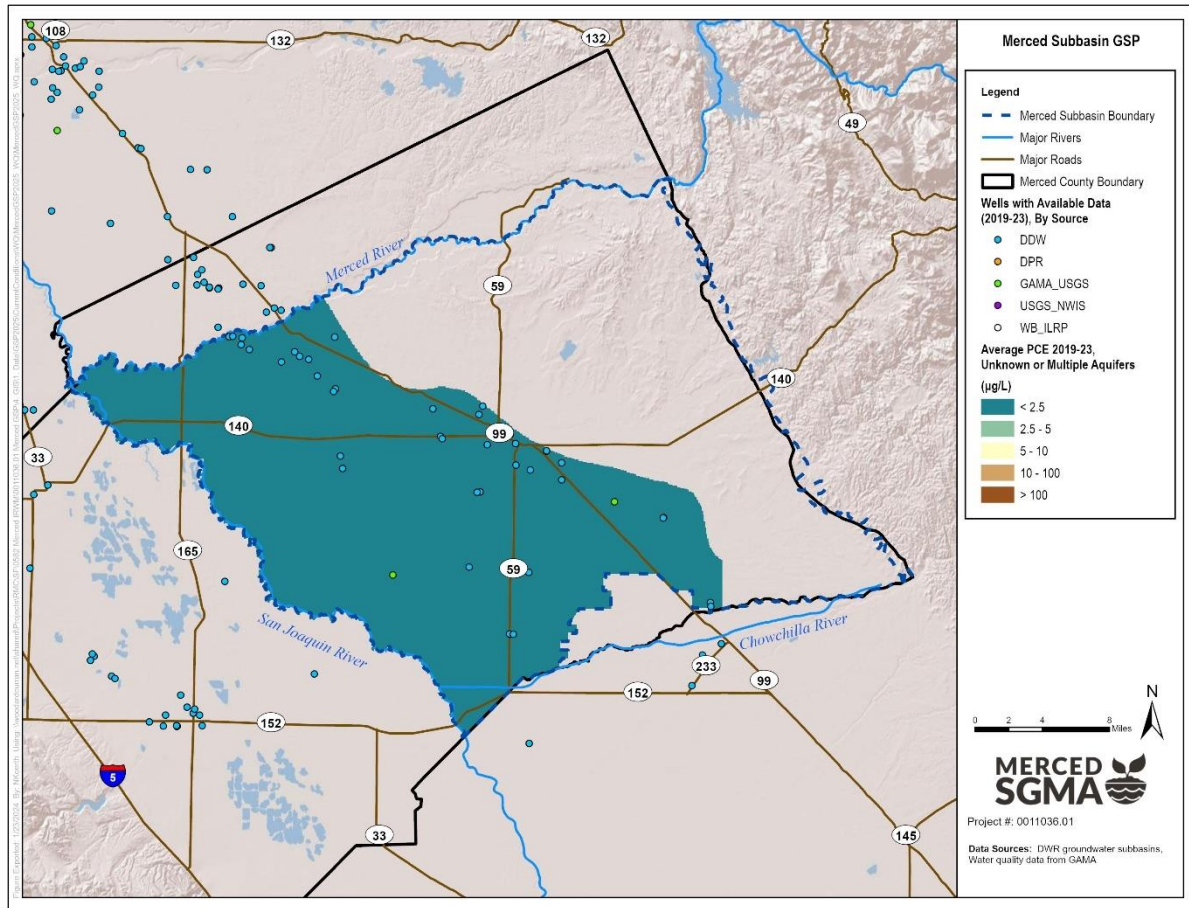 108
132
132
49
Merced River
59
140
140
99
33
165
59
San Joaquin River
Chowchilla River
233
152
99
152
5
33
145
Merced Subbasin GSP
Legend
Merced Subbasin Boundary
Major Rivers
Major Roads
Merced County Boundary
Wells with Available Data
(2019-23), By Source
DDW
DPR
GAMA_USGS
USGS_NWIS
WB_ILRP
Average PCE 2019-23,
Unknown or Multiple Aquifers
(µg/L)
< 2.5
2.5 - 5
5 - 10
10 - 100
> 100
N
0 2 4 8
Miles
MERCED
SGMA
Project #: 0011036.01
Data Sources: DWR groundwater subbasins,
Water quality data from GAMA